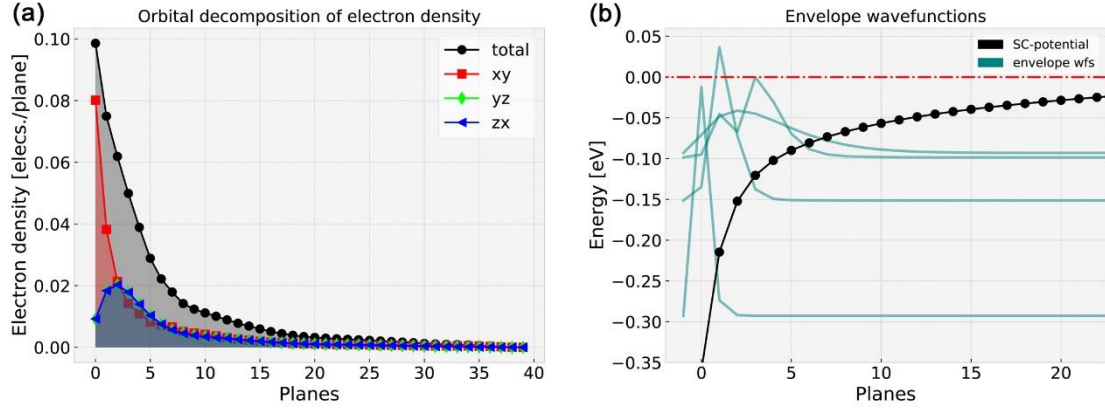 (a)
Orbital decomposition of electron density
Electron density [elecs./plane]
0.10
0.08
0.06
0.04
0.02
0.00
total
xy
yz
zx
0 5 10 15 20 25 30 35 40
Planes
(b)
Envelope wavefunctions
Energy [eV]
0.05
0.00
−0.05
−0.10
−0.15
−0.20
−0.25
−0.30
−0.35
SC-potential
envelope wfs
0 5 10 15 20
Planes